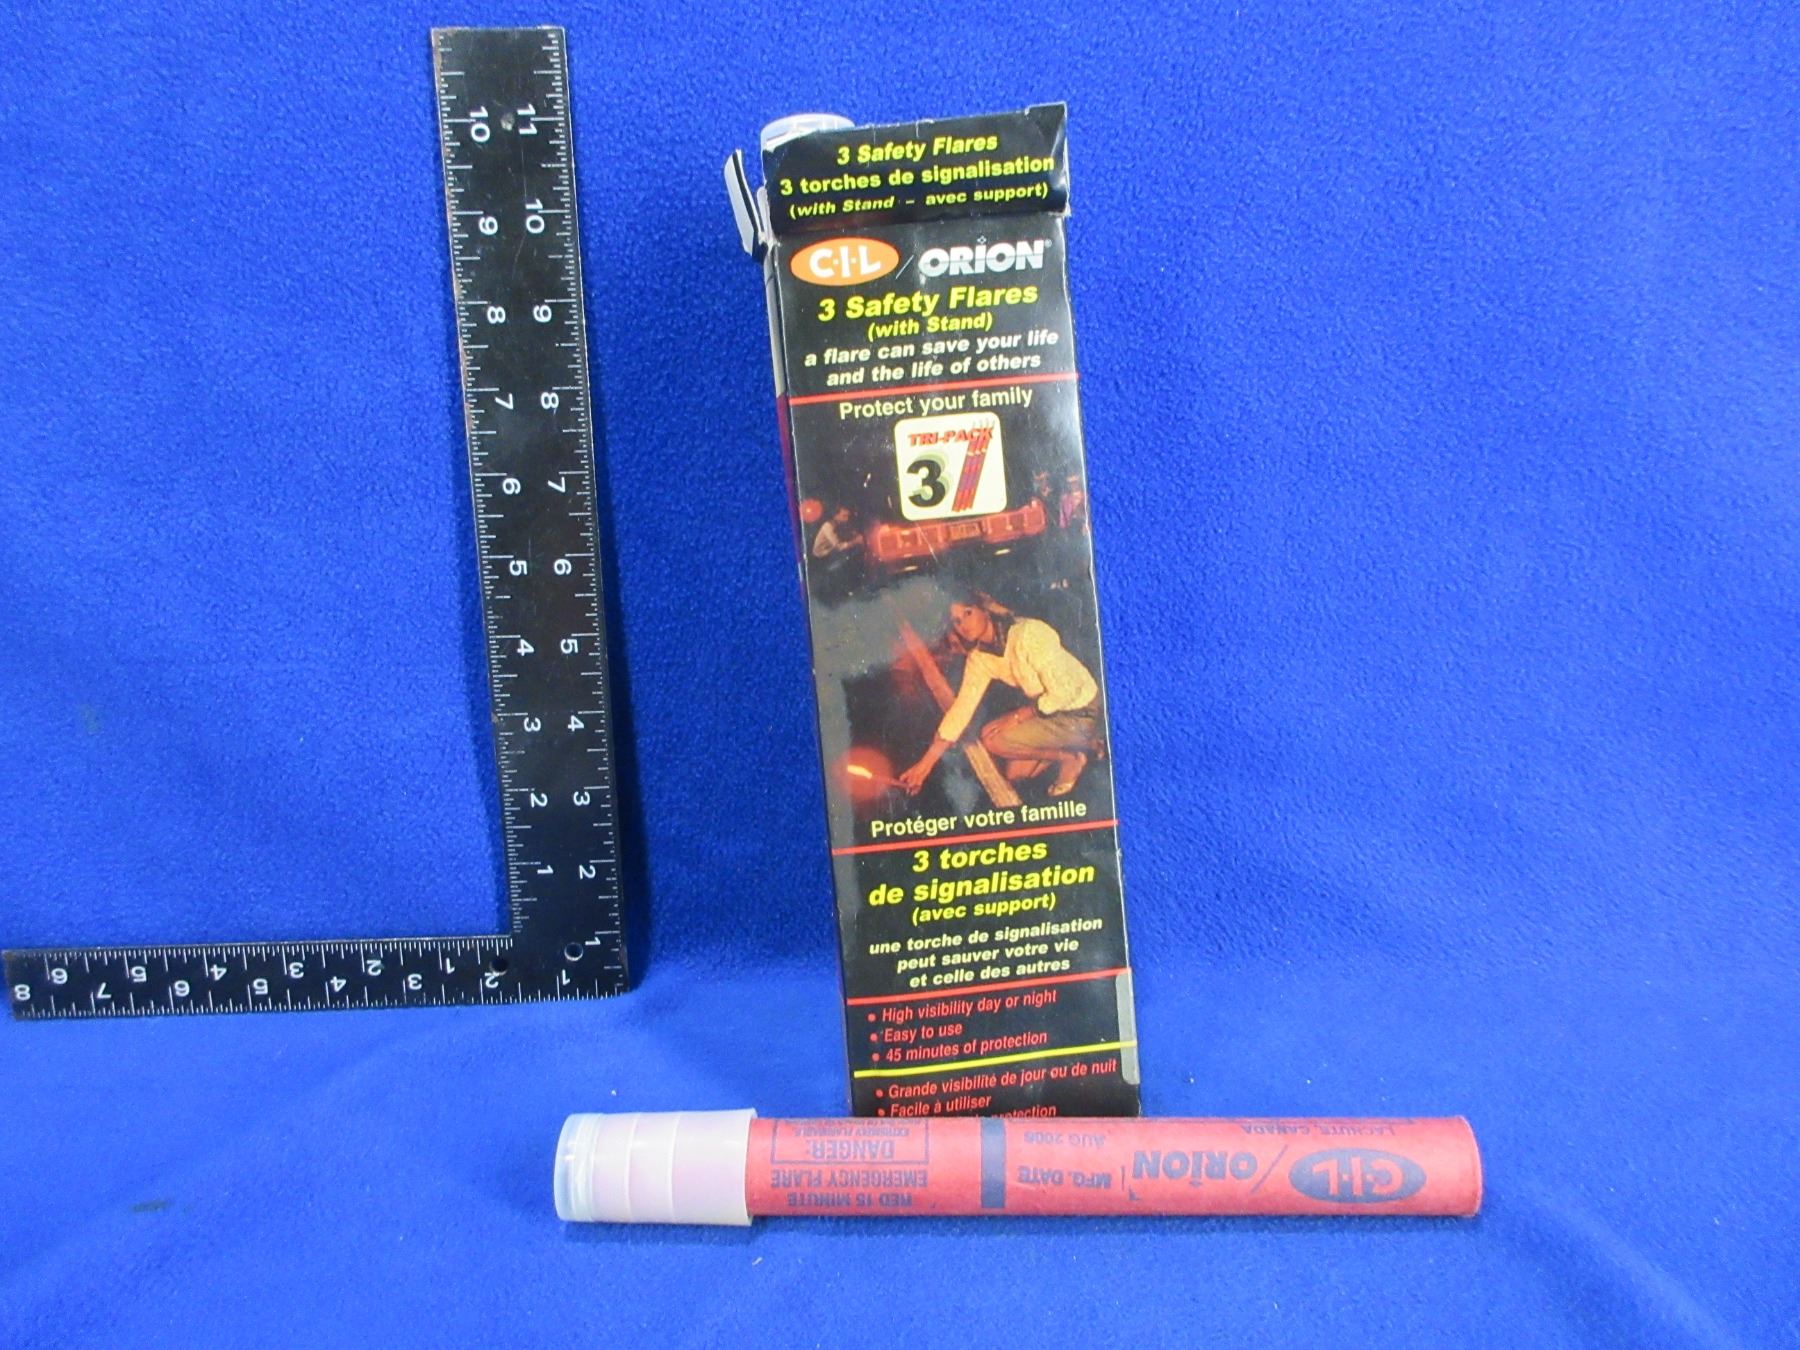 3 Safety Flares
3 torches de signalisation
(with Stand - avec support)
C·I·L / ORION®
3 Safety Flares
(with Stand)
a flare can save your life
and the life of others
Protect your family
TRI-PACK
3
Protéger votre famille
3 torches
de signalisation
(avec support)
une torche de signalisation
peut sauver votre vie
et celle des autres
• High visibility day or night
• Easy to use
• 45 minutes of protection
• Grande visibilité de jour ou de nuit
• Facile à utiliser
protection
C·I·L / ORION
LACHUTE, CANADA
MFG. DATE
AUG 2006
RED 15 MINUTE
EMERGENCY FLARE
DANGER:
EXTREMELY FLAMMABLE
10 9 8 7 6 5 4 3 2 1
11 10 9 8 7 6 5 4 3 2 1
6 5 4 3 2 1
8 7 6 5 4 3 2 1